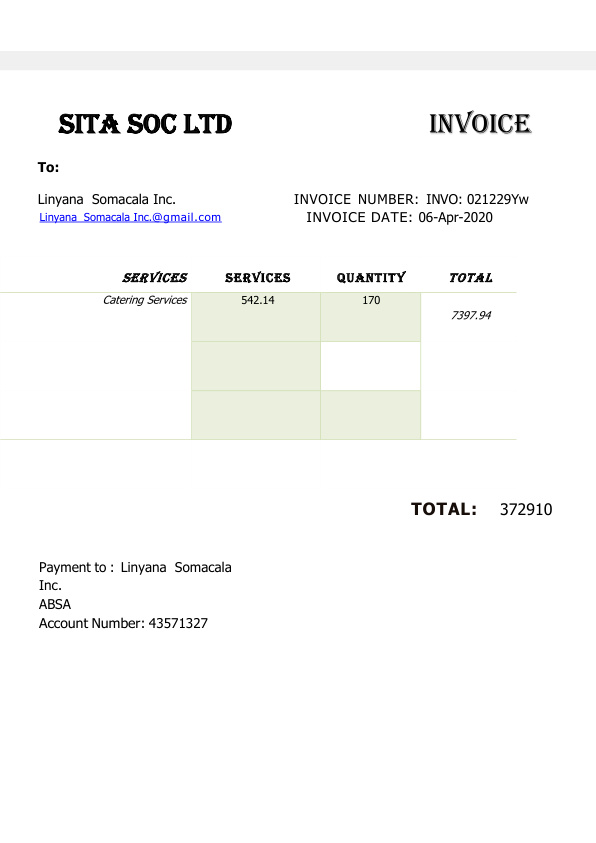 SITA SOC LTD INVOICE
To:
Linyana Somacala Inc. INVOICE NUMBER: INVO: 021229Yw
Linyana Somacala Inc.@gmail.com INVOICE DATE: 06-Apr-2020
SERVICES SERVICES QUANTITY TOTAL
Catering Services 542.14 170
7397.94
TOTAL: 372910
Payment to : Linyana Somacala
Inc.
ABSA
Account Number: 43571327